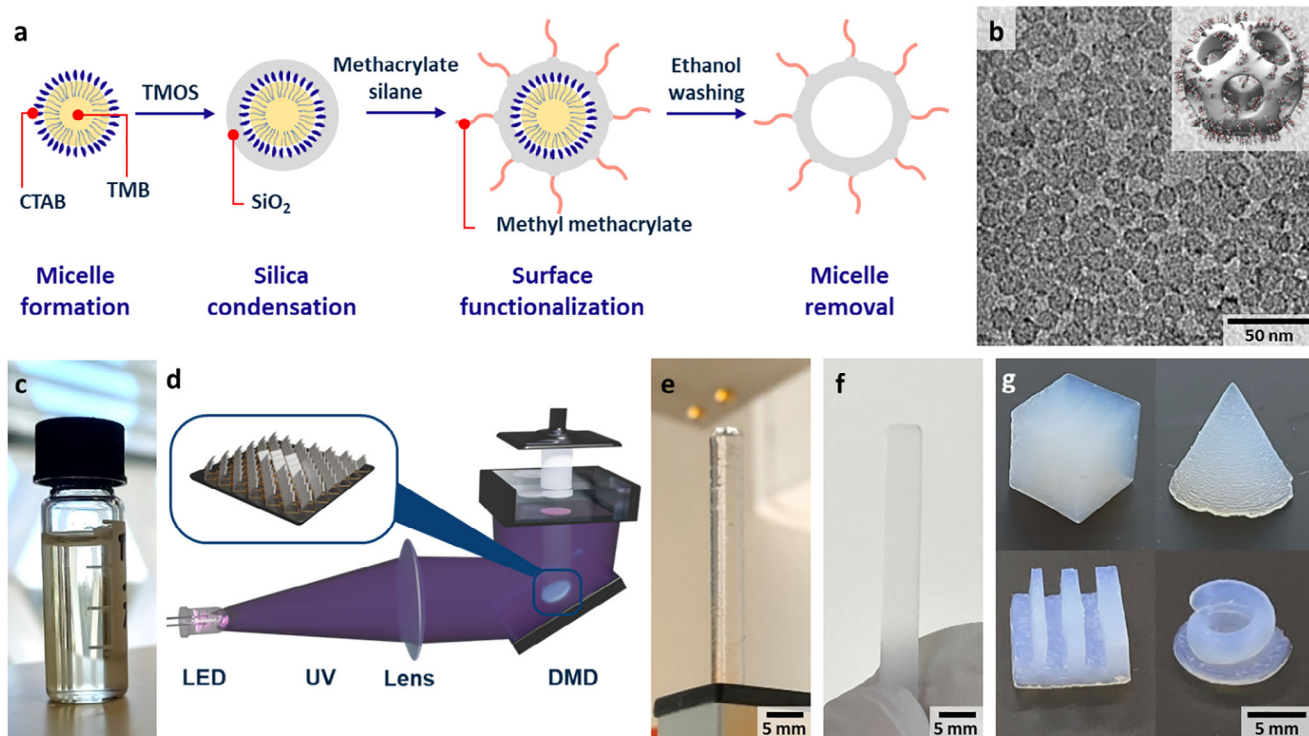 a
TMOS
Methacrylate
silane
Ethanol
washing
CTAB
TMB
SiO₂
Methyl methacrylate
Micelle
formation
Silica
condensation
Surface
functionalization
Micelle
removal
b
50 nm
c
d
LED
UV
Lens
DMD
e
5 mm
f
5 mm
g
5 mm